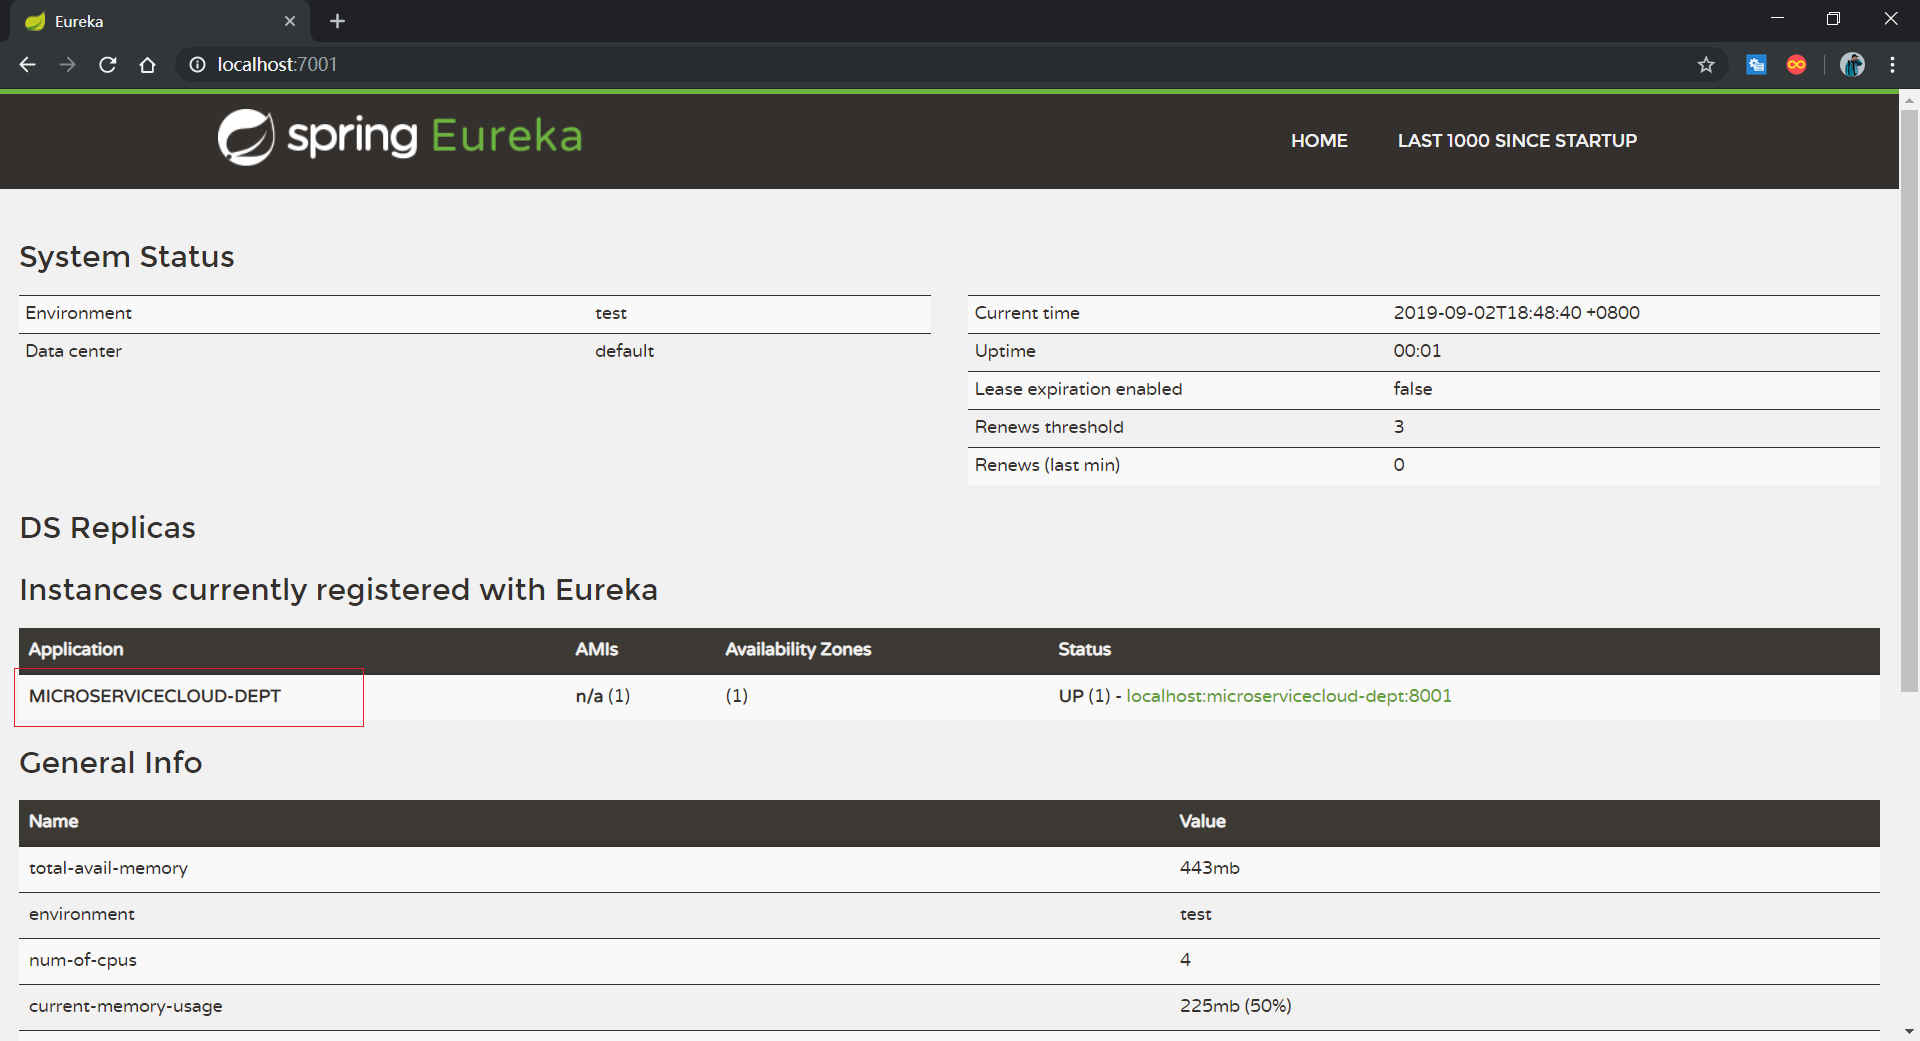 Eureka
localhost:7001
spring Eureka
HOME LAST 1000 SINCE STARTUP
System Status
Environment test
Data center default
Current time 2019-09-02T18:48:40 +0800
Uptime 00:01
Lease expiration enabled false
Renews threshold 3
Renews (last min) 0
DS Replicas
Instances currently registered with Eureka
Application AMIs Availability Zones Status
MICROSERVICECLOUD-DEPT n/a (1) (1) UP (1) - localhost:microservicecloud-dept:8001
General Info
Name Value
total-avail-memory 443mb
environment test
num-of-cpus 4
current-memory-usage 225mb (50%)